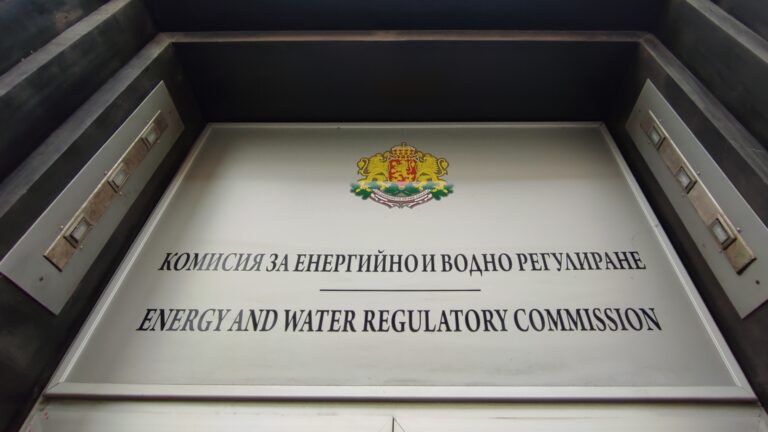 КОМИСИЯ ЗА ЕНЕРГИЙНО И ВОДНО РЕГУЛИРАНЕ
ENERGY AND WATER REGULATORY COMMISSION